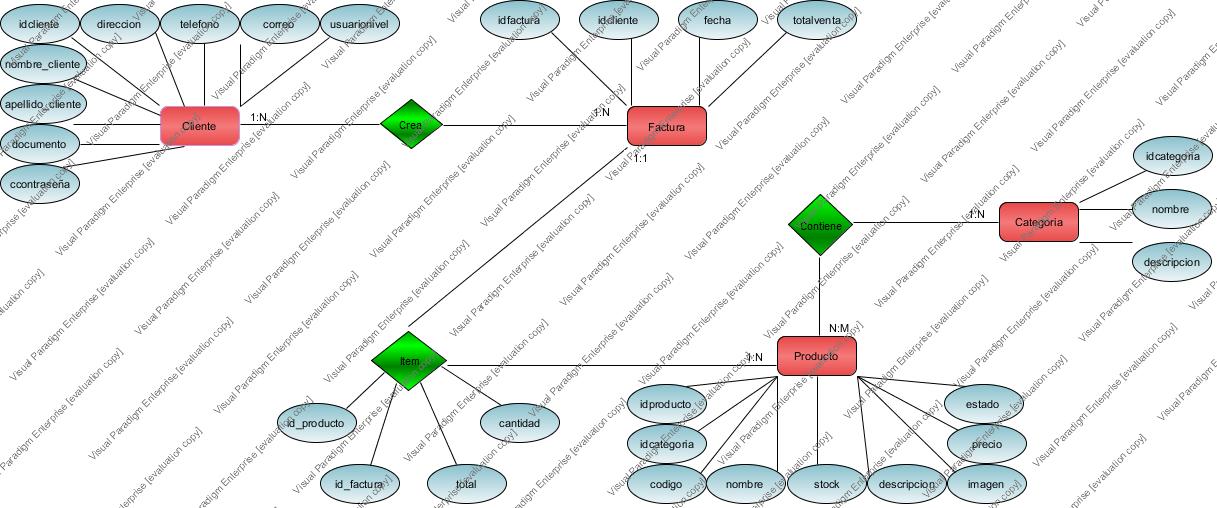 idcliente
direccion
telefono
correo
usuarionivel
nombre_cliente
apellido_cliente
documento
ccontraseña
Cliente
1:N
Crea
1:N
idfactura
idcliente
fecha
totalventa
Factura
1:1
Contiene
1:N
Categoria
idcategoria
nombre
descripcion
N:M
Item
1:N
Producto
id_producto
cantidad
id_factura
total
idproducto
idcategoria
codigo
nombre
stock
descripcion
imagen
precio
estado
Visual Paradigm Enterprise [evaluation copy]